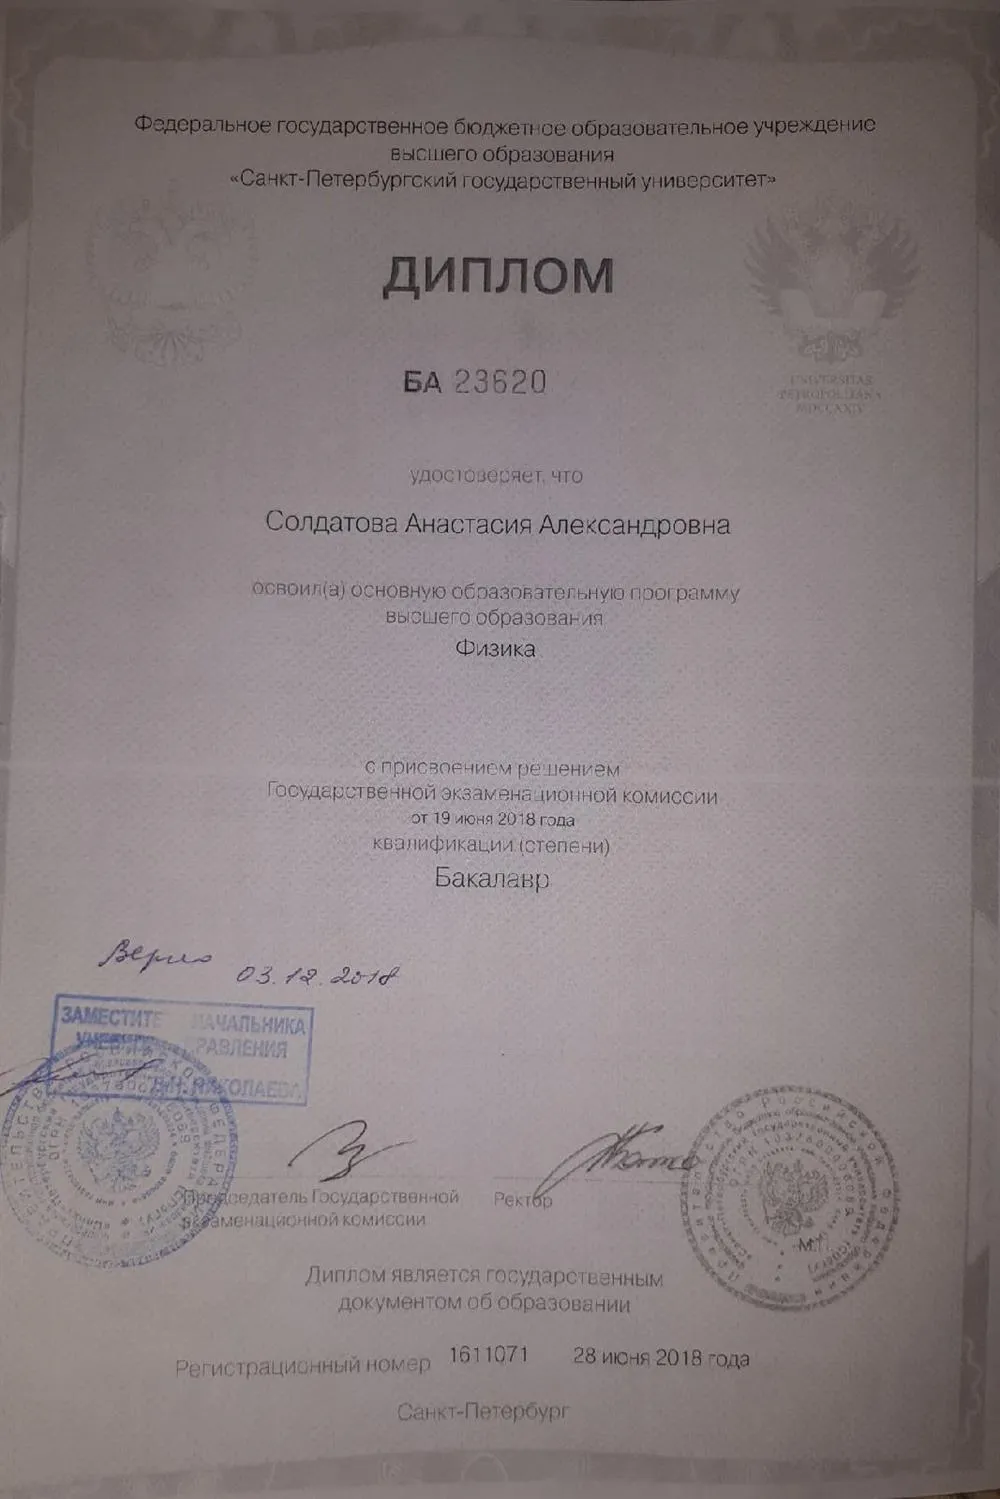 Федеральное государственное бюджетное образовательное учреждение
высшего образования
«Санкт-Петербургский государственный университет»
ДИПЛОМ
UNIVERSITAS
PETROPOLITANA
MDCCXXIV
БА 23620
удостоверяет, что
Солдатова Анастасия Александровна
освоил(а) основную образовательную программу
высшего образования
Физика
с присвоением решением
Государственной экзаменационной комиссии
от 19 июня 2018 года
квалификации (степени)
Бакалавр
Верно 03.12.2018
НАЧАЛЬНИКА
Председатель Государственной
экзаменационной комиссии
Ректор
М.П.
Диплом является государственным
документом об образовании
Регистрационный номер 1611071 28 июня 2018 года
Санкт-Петербург